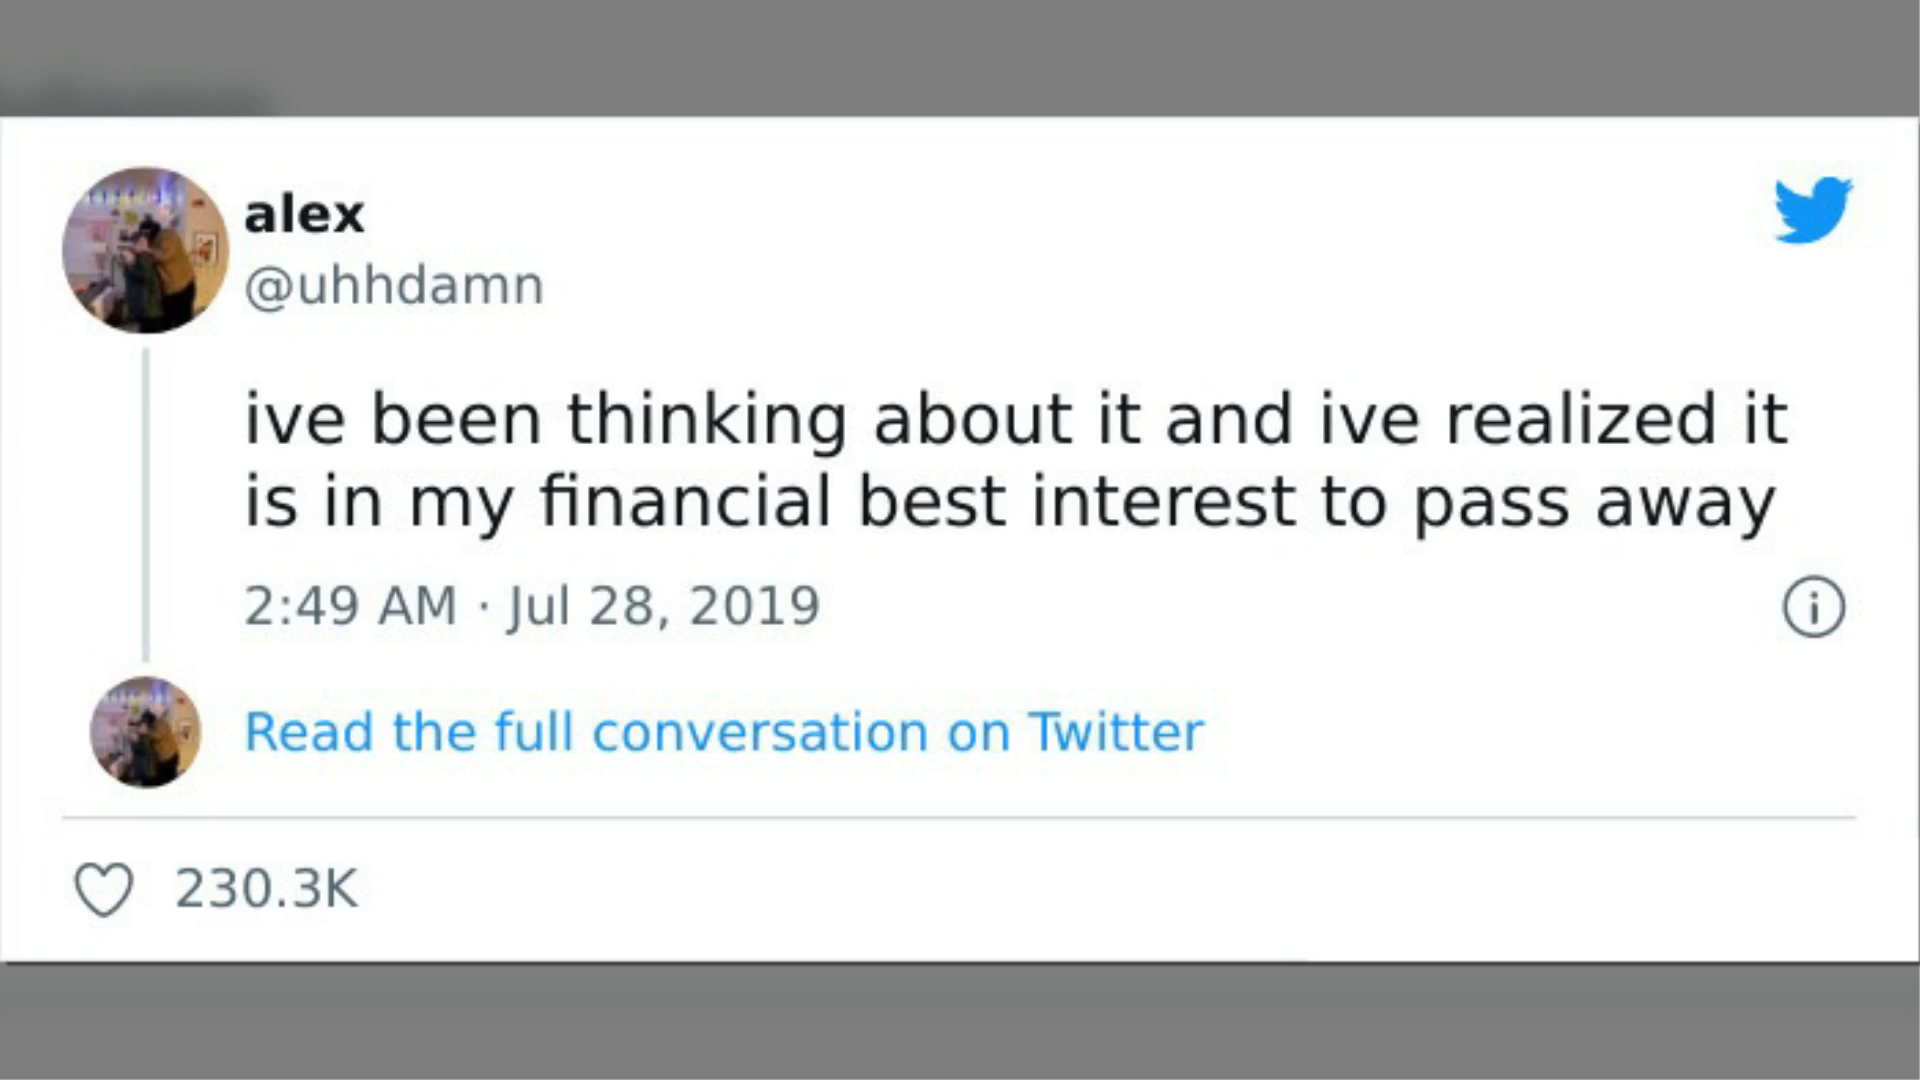 alex
@uhhdamn
ive been thinking about it and ive realized it
is in my financial best interest to pass away
2:49 AM · Jul 28, 2019
Read the full conversation on Twitter
230.3K